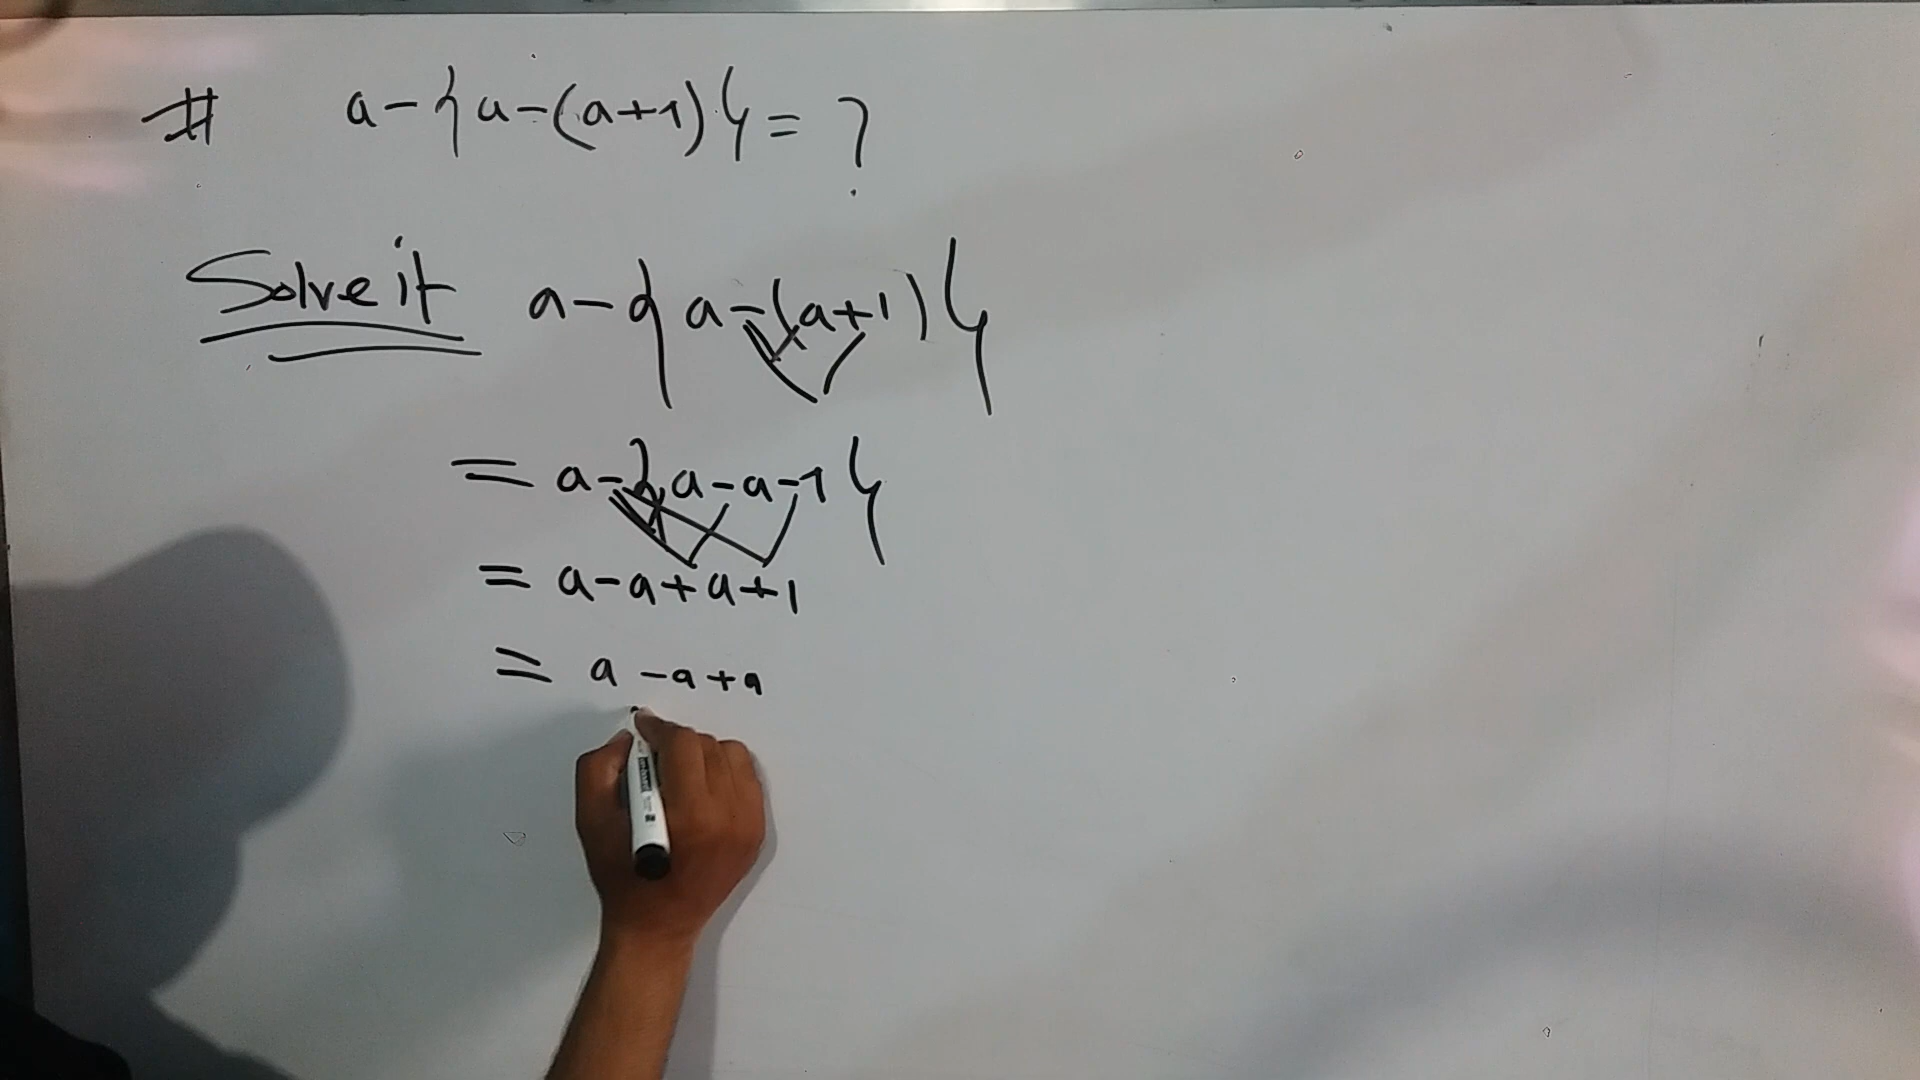 # a-{a-(a+1)}=?
Solve it a-{a-(a+1)}
=a-{a-a-1}
=a-a+a+1
=a-a+a